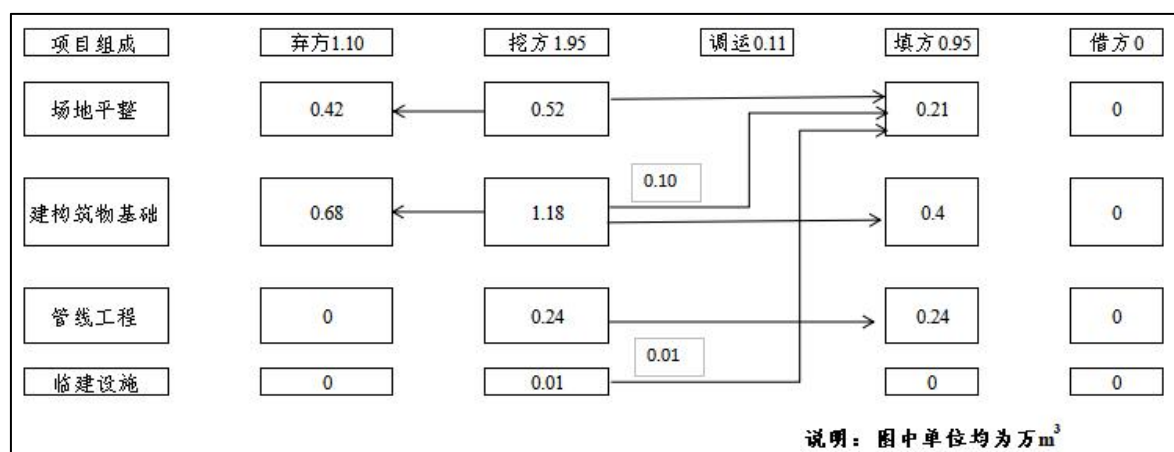 项目组成 弃方1.10 挖方1.95 调运0.11 填方0.95 借方0
场地平整 0.42 0.52 0.21 0
0.10
建构筑物基础 0.68 1.18 0.4 0
管线工程 0 0.24 0.24 0
0.01
临建设施 0 0.01 0 0
说明：图中单位均为万m³